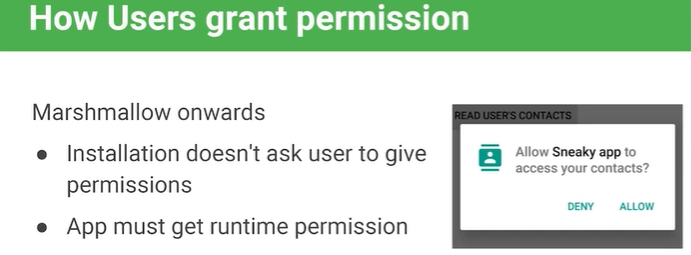 How Users grant permission
Marshmallow onwards
● Installation doesn't ask user to give
permissions
● App must get runtime permission
READ USER'S CONTACTS
Allow Sneaky app to
access your contacts?
DENY ALLOW